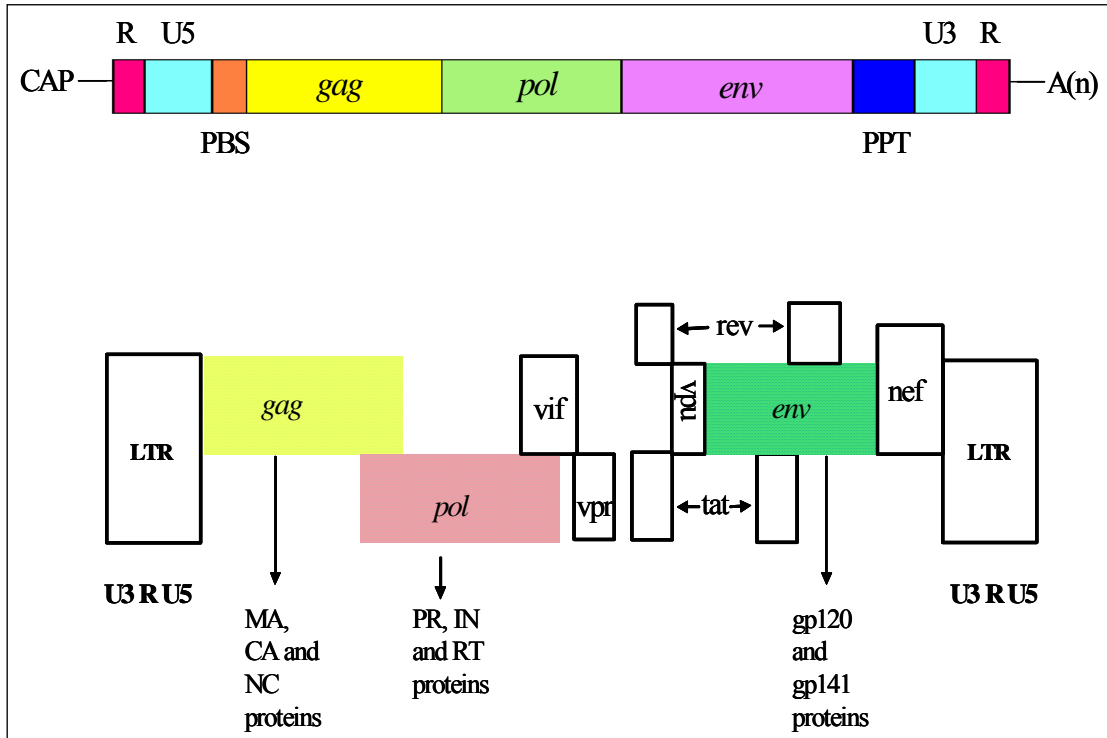 R U5 U3 R
CAP gag pol env A(n)
PBS PPT
rev
gag vif vpu env nef
LTR LTR
pol vpr tat
U3 R U5 U3 R U5
MA, PR, IN gp120
CA and and RT and
NC proteins gp141
proteins proteins